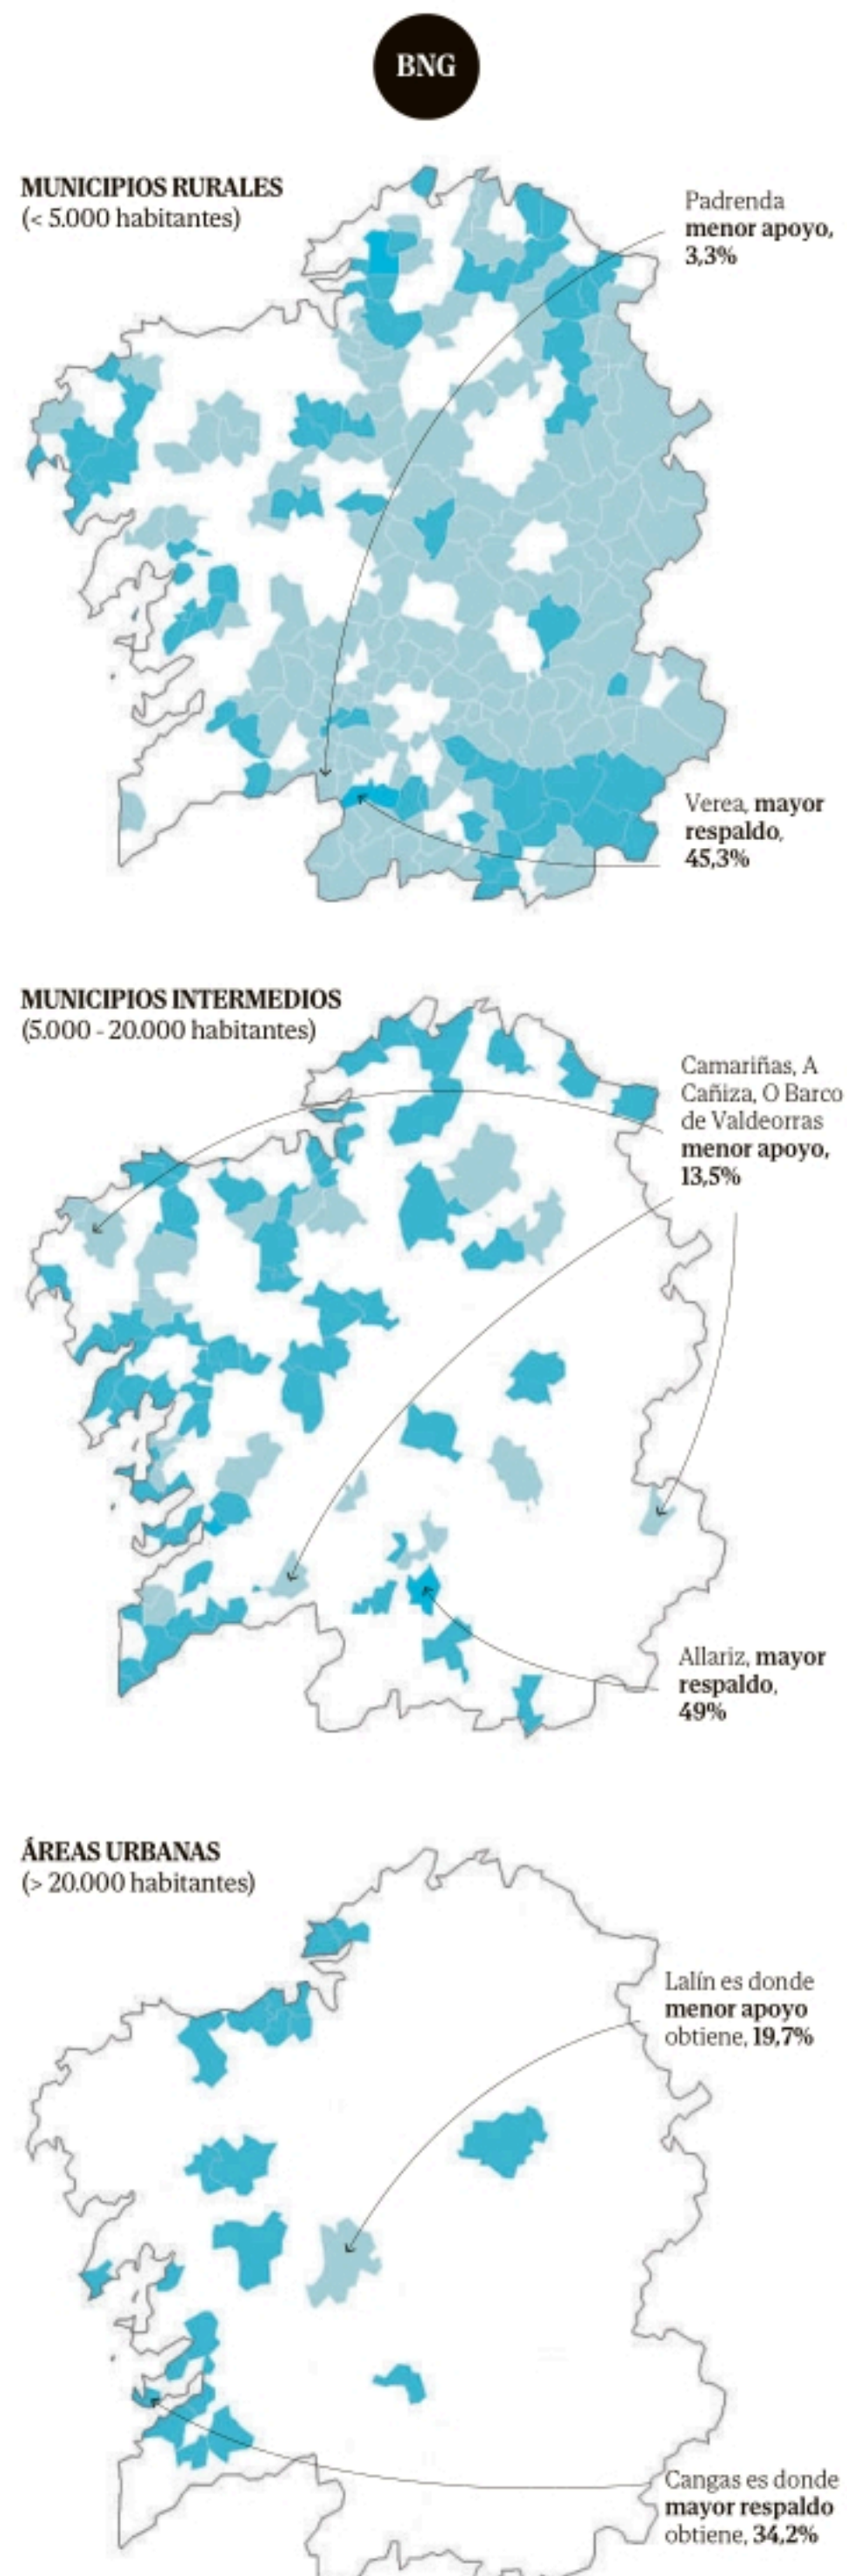 BNG
MUNICIPIOS RURALES
(< 5.000 habitantes)
Padrenda
menor apoyo,
3,3%
Verea, mayor
respaldo,
45,3%
MUNICIPIOS INTERMEDIOS
(5.000 - 20.000 habitantes)
Camariñas, A
Cañiza, O Barco
de Valdeorras
menor apoyo,
13,5%
Allariz, mayor
respaldo,
49%
ÁREAS URBANAS
(> 20.000 habitantes)
Lalín es donde
menor apoyo
obtiene, 19,7%
Cangas es donde
mayor respaldo
obtiene, 34,2%